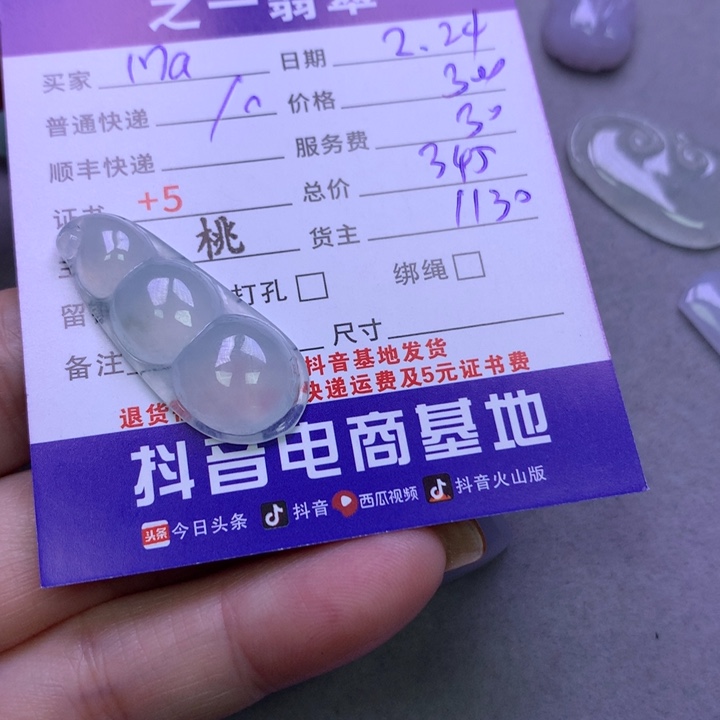 之一翡翠
买家 Ma 日期 2.24
普通快递 价格 300
顺丰快递 服务费 30
证书 +5 总价 345
桃 货主 1130
打孔 □ 绑绳 □
留
备注 尺寸
抖音基地发货
退货 快递运费及5元证书费
抖音电商基地
头条 今日头条 抖音 西瓜视频 抖音火山版